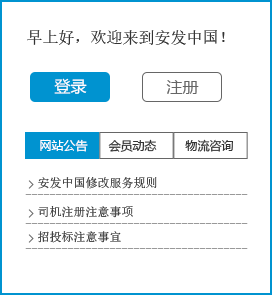 早上好，欢迎来到安发中国！
登录 注册
网站公告 会员动态 物流咨询
安发中国修改服务规则
司机注册注意事项
招投标注意事宜